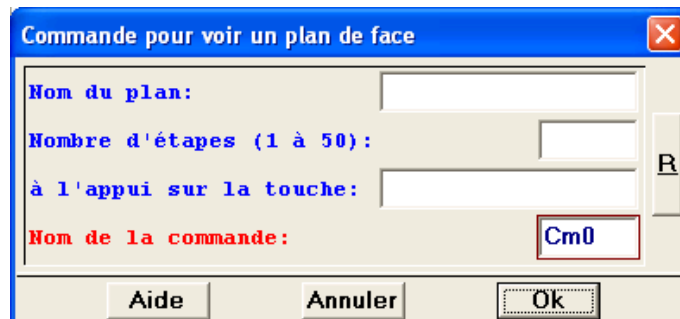 Commande pour voir un plan de face
Nom du plan:
Nombre d'étapes (1 à 50):
à l'appui sur la touche:
R
Nom de la commande: Cm0
Aide Annuler Ok